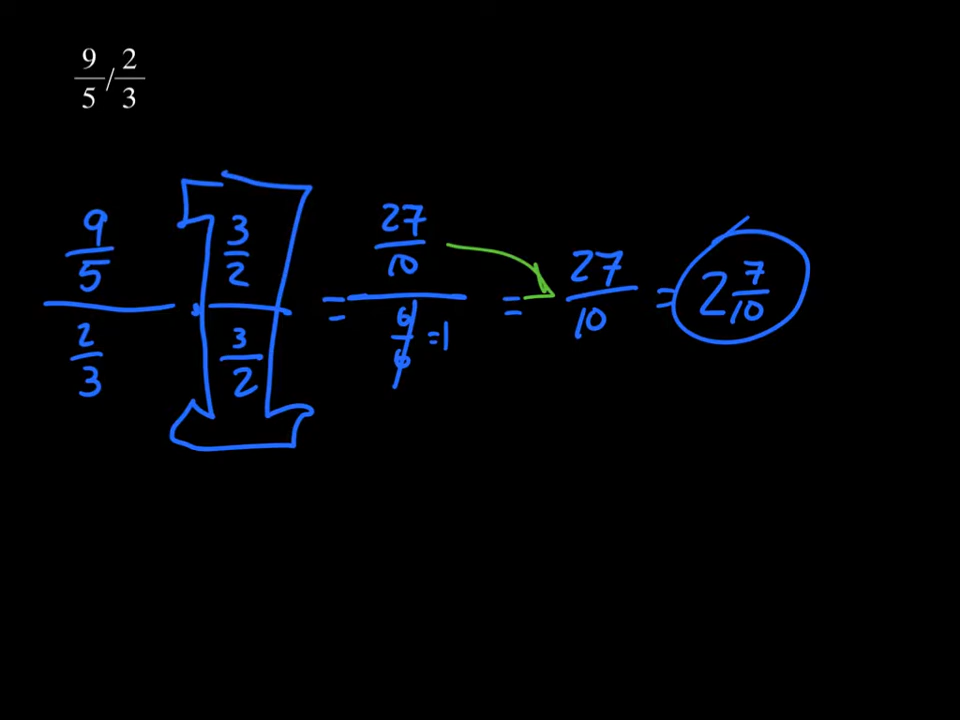 9/5 / 2/3
(9/5)/(2/3) · (3/2)/(3/2) = (27/10)/(6/6 = 1) = 27/10 = 2 7/10